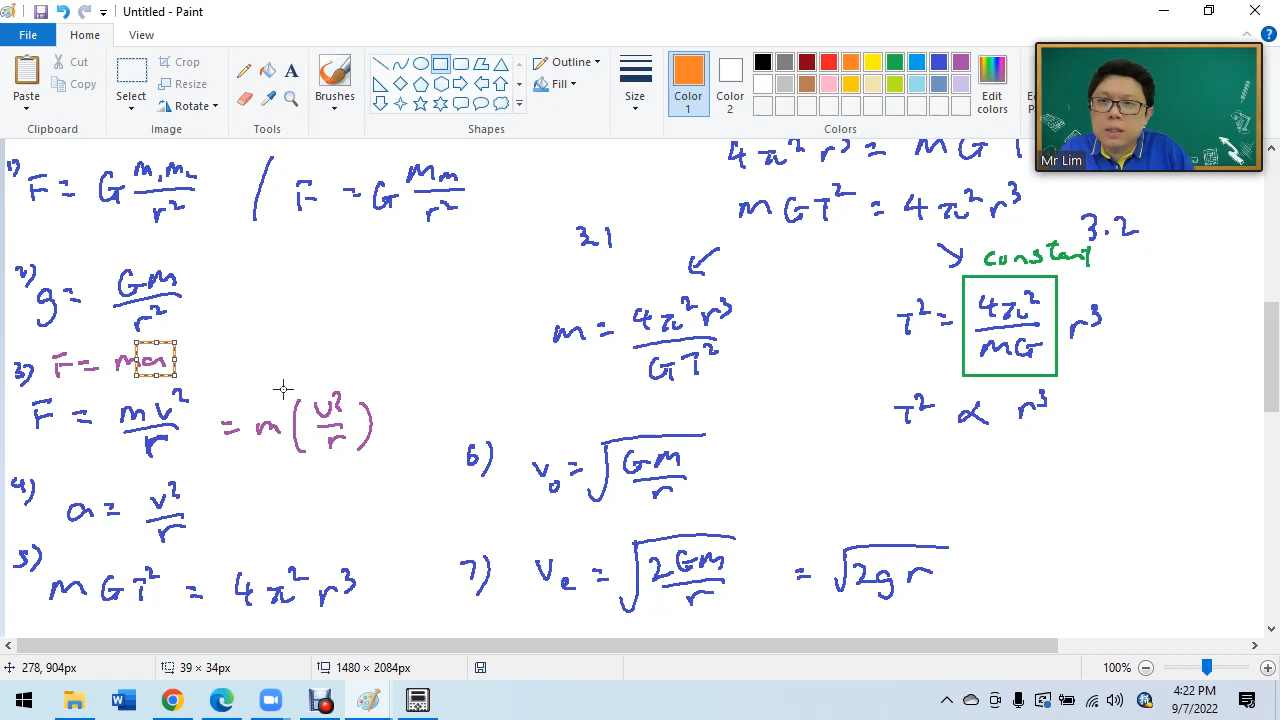 Untitled - Paint
File Home View
Paste Cut Copy Clipboard
Select Crop Resize Rotate Image
Tools
Brushes
Outline Fill Shapes
Size
Color 1 Color 2 Edit colors Colors
Mr Lim
1) F = G m₁m₂/r² / F = G Mm/r²
2) g = GM/r²
3) F = ma
F = mv²/r = m(v²/r)
4) a = v²/r
5) MGT² = 4π²r³
4π²r³ = MGT
MGT² = 4π²r³
3.1
M = 4π²r³/GT²
3.2
constant
T² = 4π²/MG r³
T² ∝ r³
6) v₀ = √(GM/r)
7) vₑ = √(2GM/r) = √(2gr)
278, 904px 39 × 34px 1480 × 2084px 100%
4:22 PM
9/7/2022